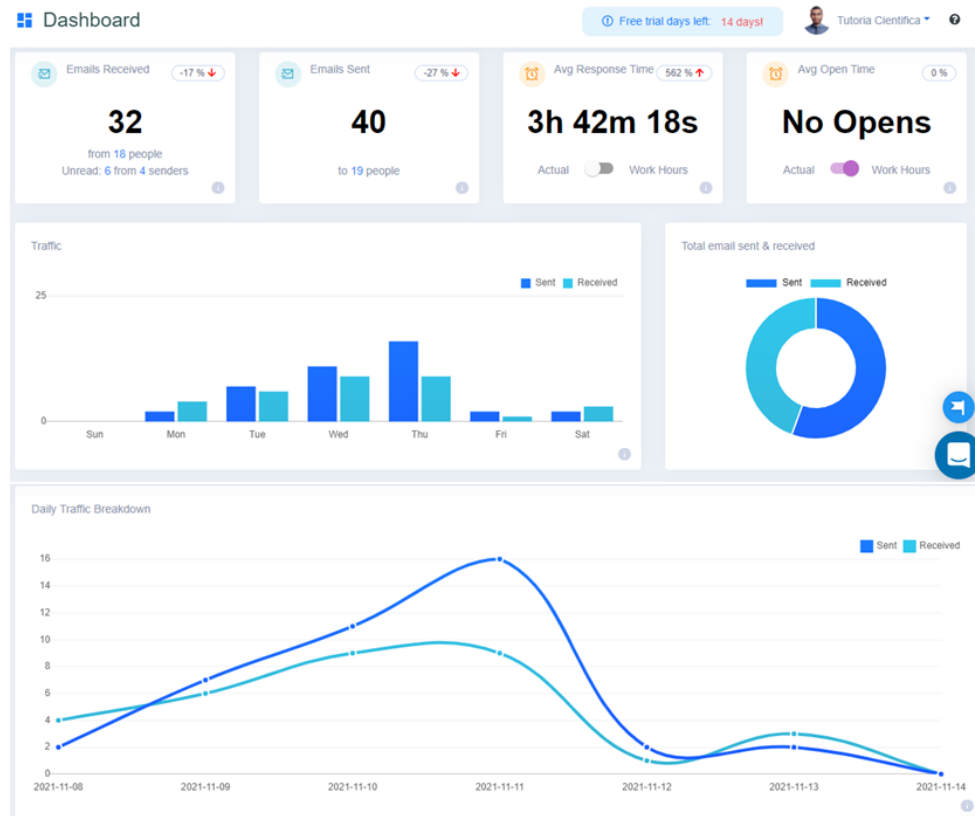 Dashboard
Free trial days left: 14 days!
Tutoria Cientifica
Emails Received
-17 %
32
from 18 people
Unread: 6 from 4 senders
Emails Sent
-27 %
40
to 19 people
Avg Response Time
562 %
3h 42m 18s
Actual
Work Hours
Avg Open Time
0 %
No Opens
Actual
Work Hours
Traffic
Sent Received
25
0
Sun Mon Tue Wed Thu Fri Sat
Total email sent & received
Sent Received
Daily Traffic Breakdown
Sent Received
16
14
12
10
8
6
4
2
0
2021-11-08 2021-11-09 2021-11-10 2021-11-11 2021-11-12 2021-11-13 2021-11-14